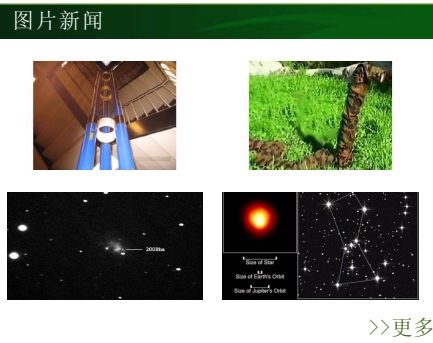 图片新闻
2008ha
Size of Star
Size of Earth's Orbit
Size of Jupiter's Orbit
>>更多